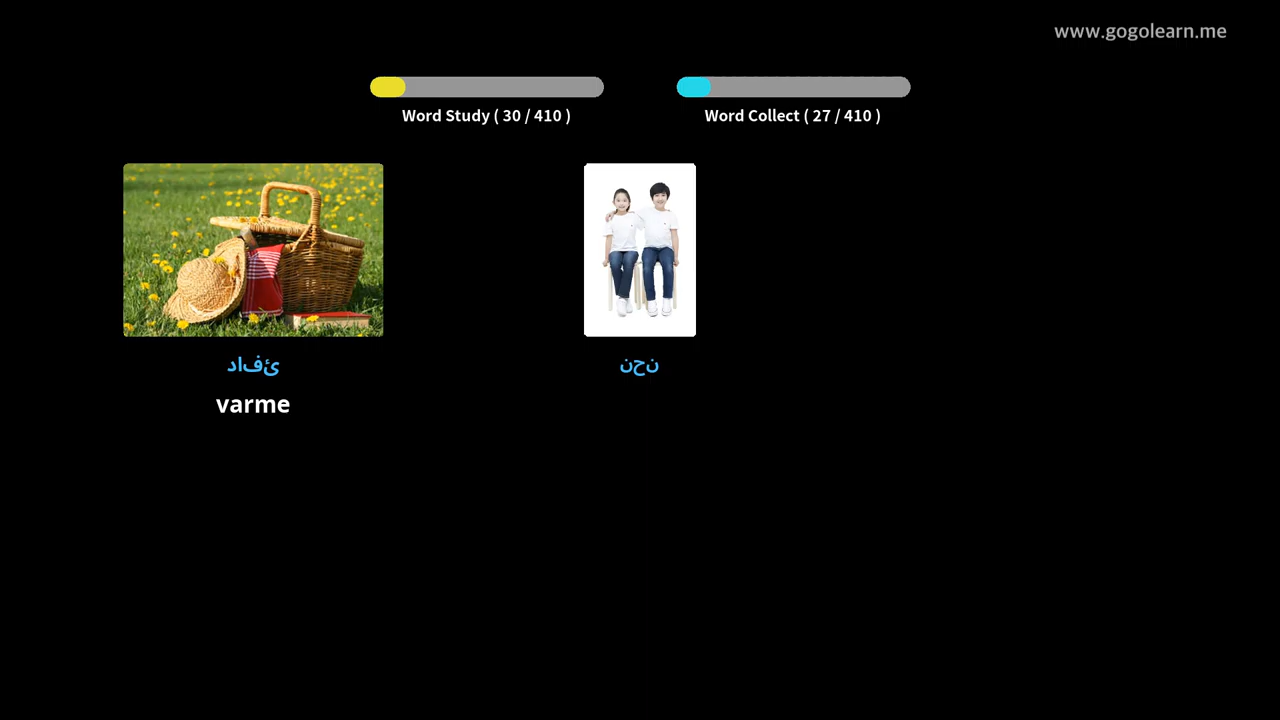 www.gogolearn.me
Word Study ( 30 / 410 )
Word Collect ( 27 / 410 )
دافئ
نحن
varme